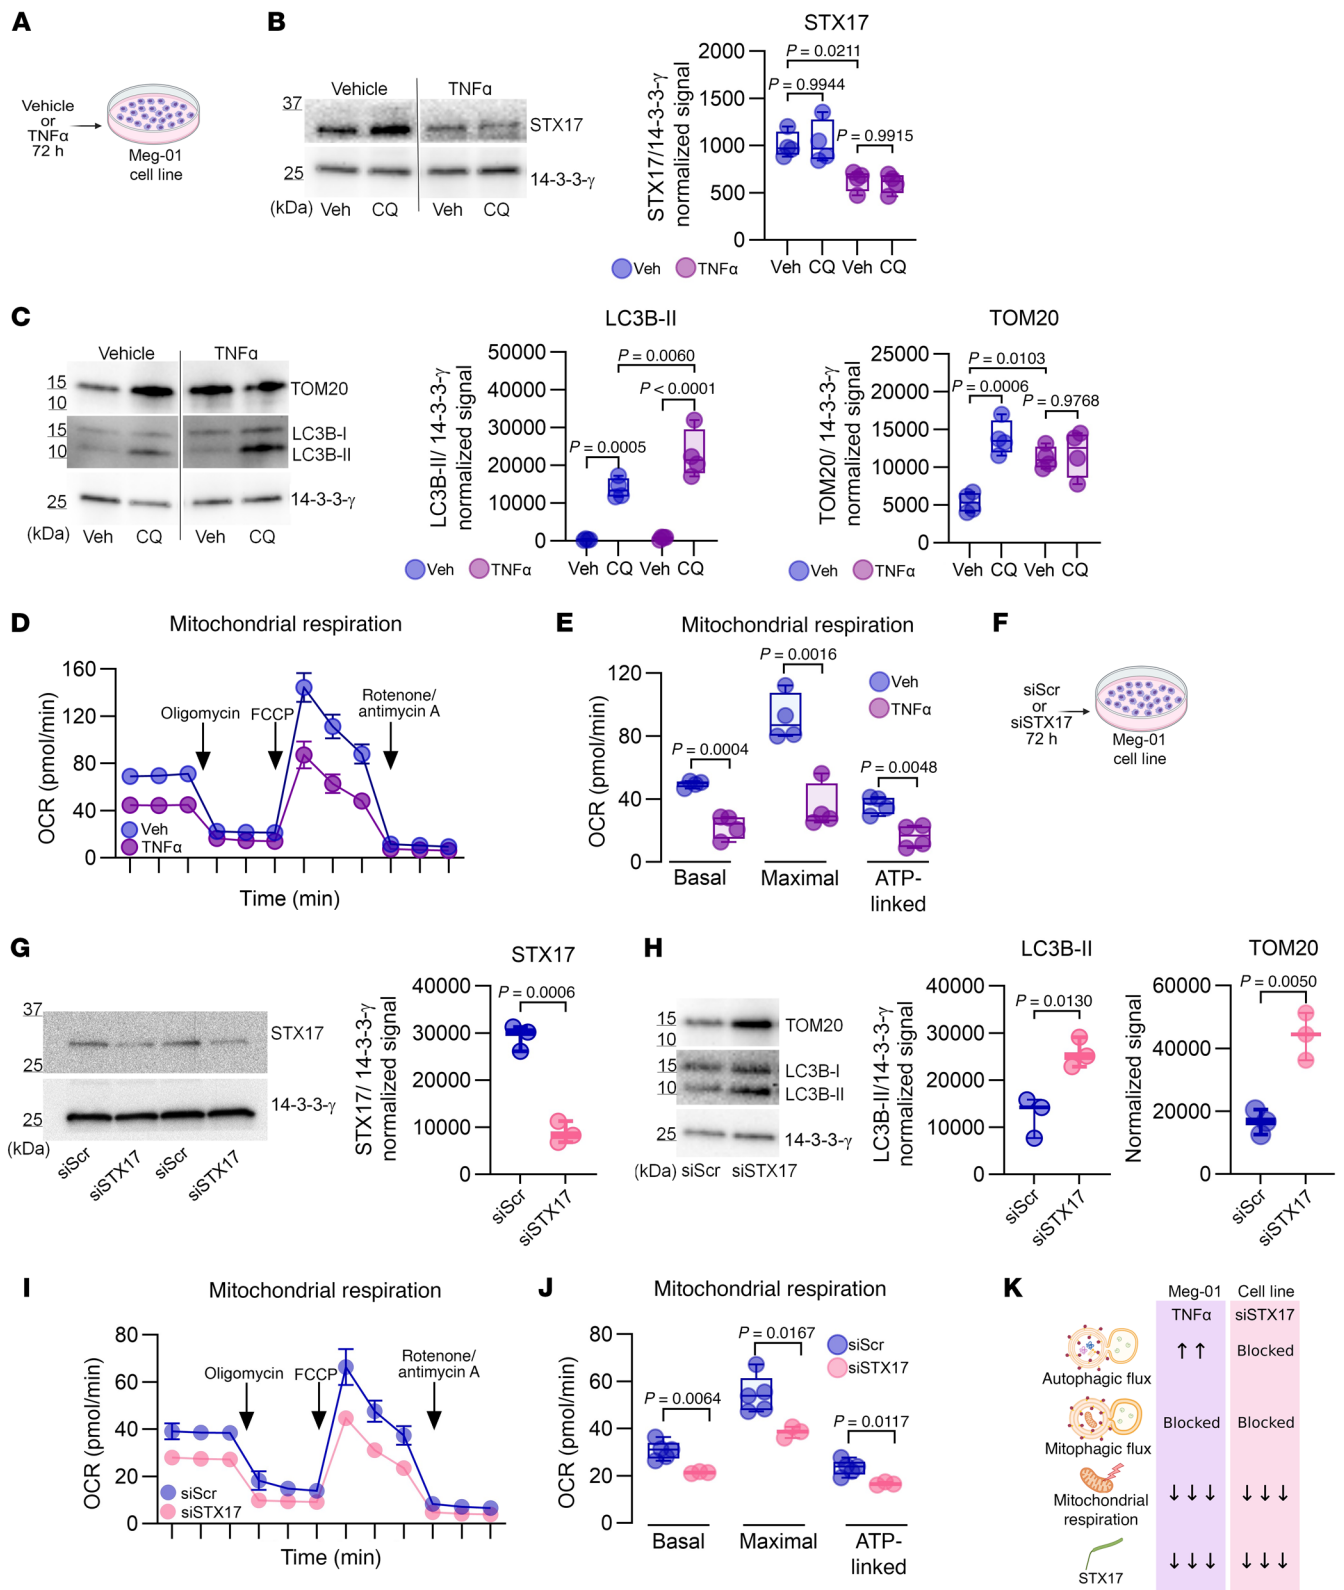 A
Vehicle
or
TNFα
72 h
Meg-01
cell line
B
Vehicle
TNFα
37
25
STX17
14-3-3-γ
(kDa)
Veh
CQ
Veh
CQ
STX17
STX17/14-3-3-γ
normalized signal
2000
1500
1000
500
0
P = 0.0211
P = 0.9944
P = 0.9915
Veh
CQ
Veh
CQ
Veh
TNFα
C
Vehicle
TNFα
15
10
TOM20
15
10
LC3B-I
LC3B-II
25
14-3-3-γ
(kDa)
Veh
CQ
Veh
CQ
LC3B-II
LC3B-II/ 14-3-3-γ
normalized signal
50000
40000
30000
20000
10000
0
P = 0.0060
P < 0.0001
P = 0.0005
Veh
CQ
Veh
CQ
Veh
TNFα
TOM20
TOM20/ 14-3-3-γ
normalized signal
25000
20000
15000
10000
5000
0
P = 0.0103
P = 0.0006
P = 0.9768
Veh
CQ
Veh
CQ
Veh
TNFα
D
Mitochondrial respiration
OCR (pmol/min)
160
120
80
40
0
Oligomycin
FCCP
Rotenone/
antimycin A
Veh
TNFα
Time (min)
E
Mitochondrial respiration
OCR (pmol/min)
120
80
40
0
P = 0.0016
P = 0.0004
P = 0.0048
Veh
TNFα
Basal
Maximal
ATP-
linked
F
siScr
or
siSTX17
72 h
Meg-01
cell line
G
37
25
STX17
25
14-3-3-γ
(kDa)
siScr
siSTX17
siScr
siSTX17
STX17
STX17/ 14-3-3-γ
normalized signal
40000
30000
20000
10000
0
P = 0.0006
siScr
siSTX17
H
15
10
TOM20
15
10
LC3B-I
LC3B-II
25
14-3-3-γ
(kDa)
siScr
siSTX17
LC3B-II
LC3B-II/14-3-3-γ
normalized signal
40000
30000
20000
10000
0
P = 0.0130
siScr
siSTX17
TOM20
Normalized signal
60000
40000
20000
0
P = 0.0050
siScr
siSTX17
I
Mitochondrial respiration
OCR (pmol/min)
80
60
40
20
0
Oligomycin
FCCP
Rotenone/
antimycin A
siScr
siSTX17
Time (min)
J
Mitochondrial respiration
OCR (pmol/min)
80
60
40
20
0
P = 0.0167
P = 0.0064
P = 0.0117
siScr
siSTX17
Basal
Maximal
ATP-
linked
K
Meg-01
Cell line
TNFα
siSTX17
↑↑
Blocked
Autophagic flux
Blocked
Blocked
Mitophagic flux
Mitochondrial
respiration
↓↓↓
↓↓↓
STX17
↓↓↓
↓↓↓